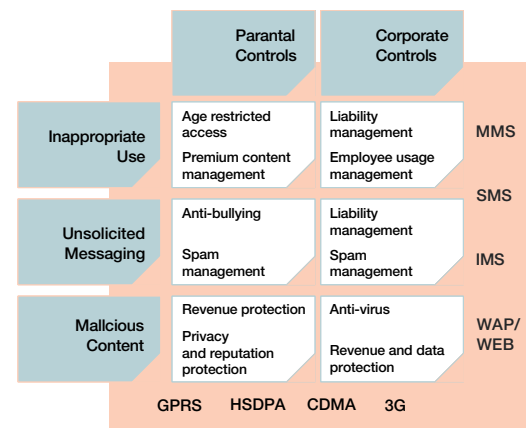 Parantal
Controls
Corporate
Controls
Inappropriate
Use
Age restricted
access
Premium content
management
Liability
management
Employee usage
management
MMS
SMS
Unsolicited
Messaging
Anti-bullying
Spam
management
Liability
management
Spam
management
IMS
Mallcious
Content
Revenue protection
Privacy
and reputation
protection
Anti-virus
Revenue and data
protection
WAP/
WEB
GPRS HSDPA CDMA 3G